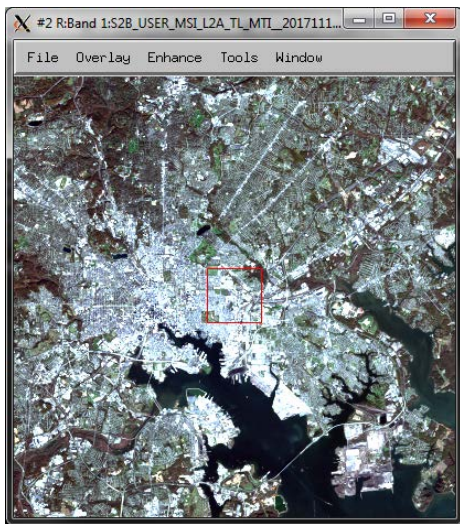 #2 R:Band 1:S2B_USER_MSI_L2A_TL_MTI__2017111...
File Overlay Enhance Tools Window